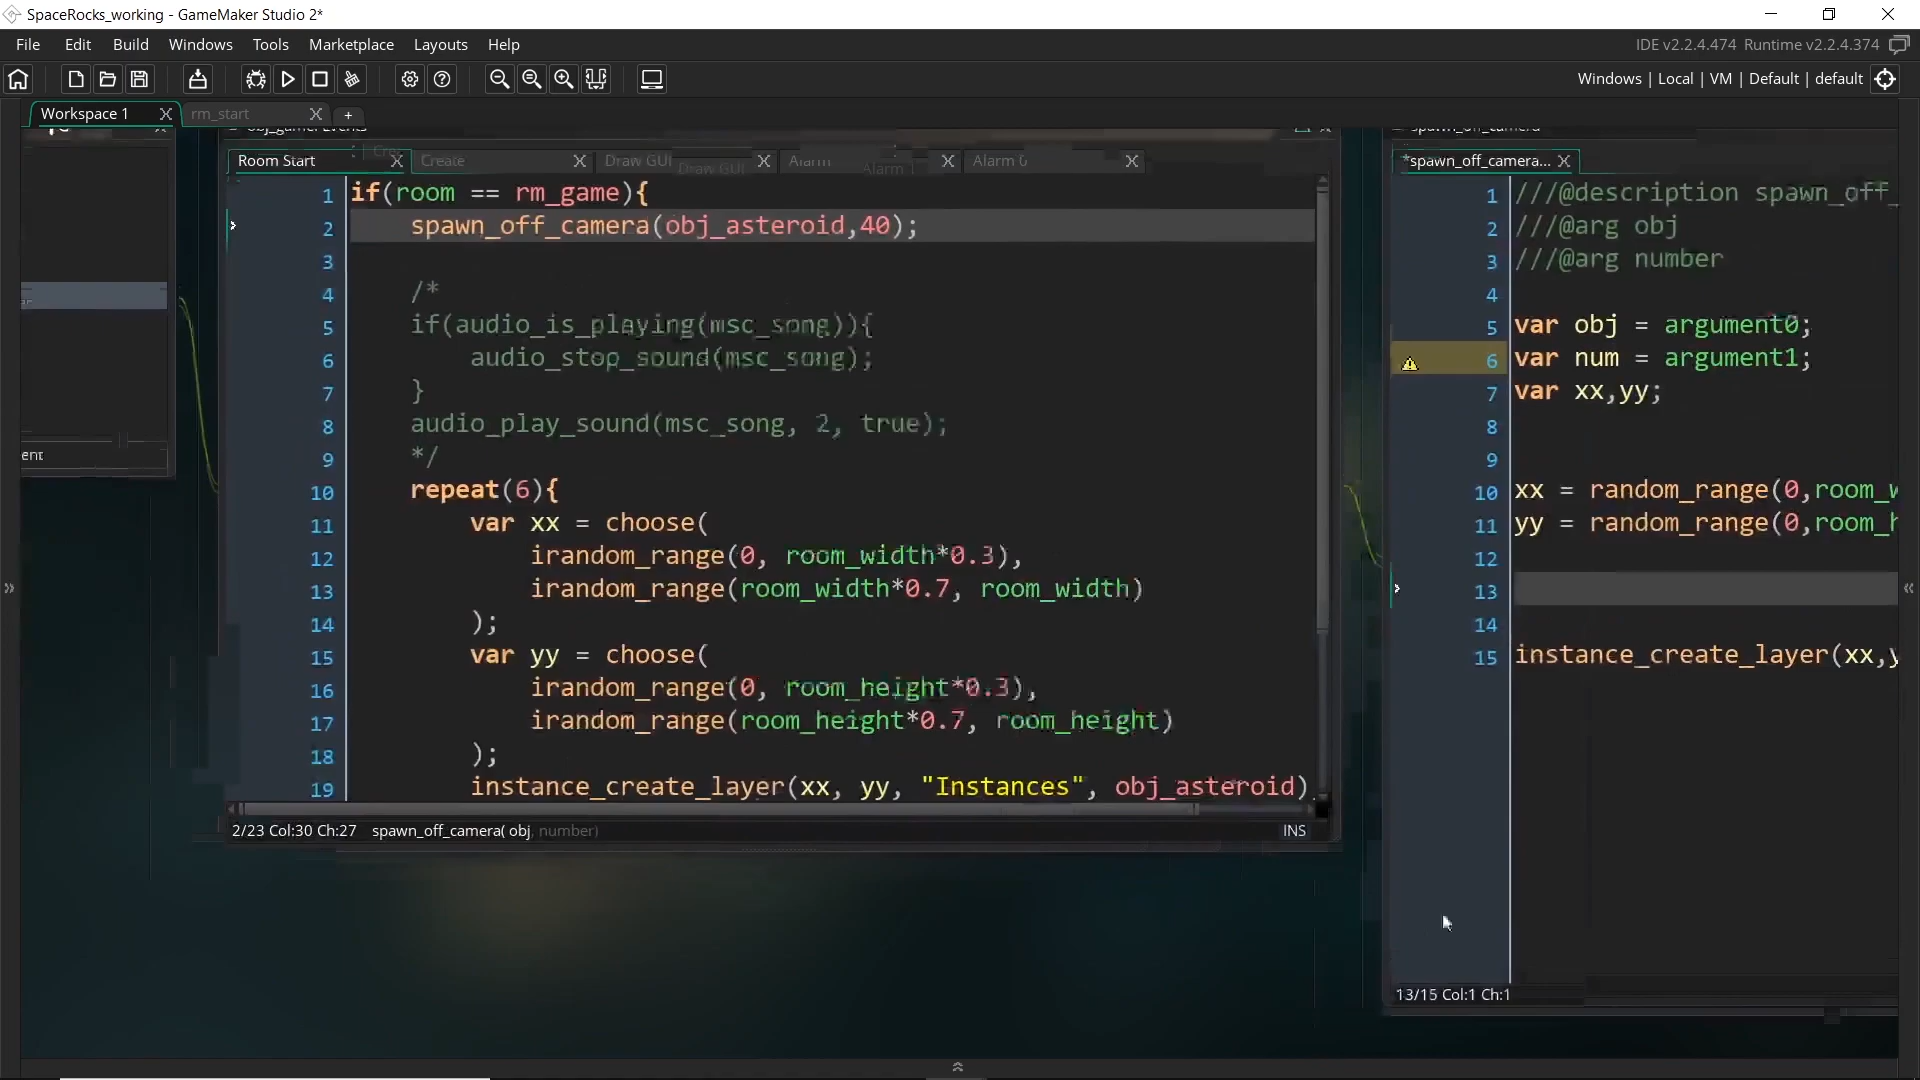 SpaceRocks_working - GameMaker Studio 2*
File Edit Build Windows Tools Marketplace Layouts Help
IDE v2.2.4.474 Runtime v2.2.4.374
Windows | Local | VM | Default | default
Workspace 1
rm_start
Room Start
Create
Draw GUI
Alarm
Alarm 0
1 if(room == rm_game){
2 spawn_off_camera(obj_asteroid,40);
3
4 /*
5 if(audio_is_playing(msc_song)){
6 audio_stop_sound(msc_song);
7 }
8 audio_play_sound(msc_song, 2, true);
9 */
10 repeat(6){
11 var xx = choose(
12 irandom_range(0, room_width*0.3),
13 irandom_range(room_width*0.7, room_width)
14 );
15 var yy = choose(
16 irandom_range(0, room_height*0.3),
17 irandom_range(room_height*0.7, room_height)
18 );
19 instance_create_layer(xx, yy, "Instances", obj_asteroid)
2/23 Col:30 Ch:27 spawn_off_camera( obj, number)
INS
ent
*spawn_off_camera...
1 ///@description spawn_off_
2 ///@arg obj
3 ///@arg number
4
5 var obj = argument0;
6 var num = argument1;
7 var xx,yy;
8
9
10 xx = random_range(0,room_w
11 yy = random_range(0,room_h
12
13
14
15 instance_create_layer(xx,y
13/15 Col:1 Ch:1